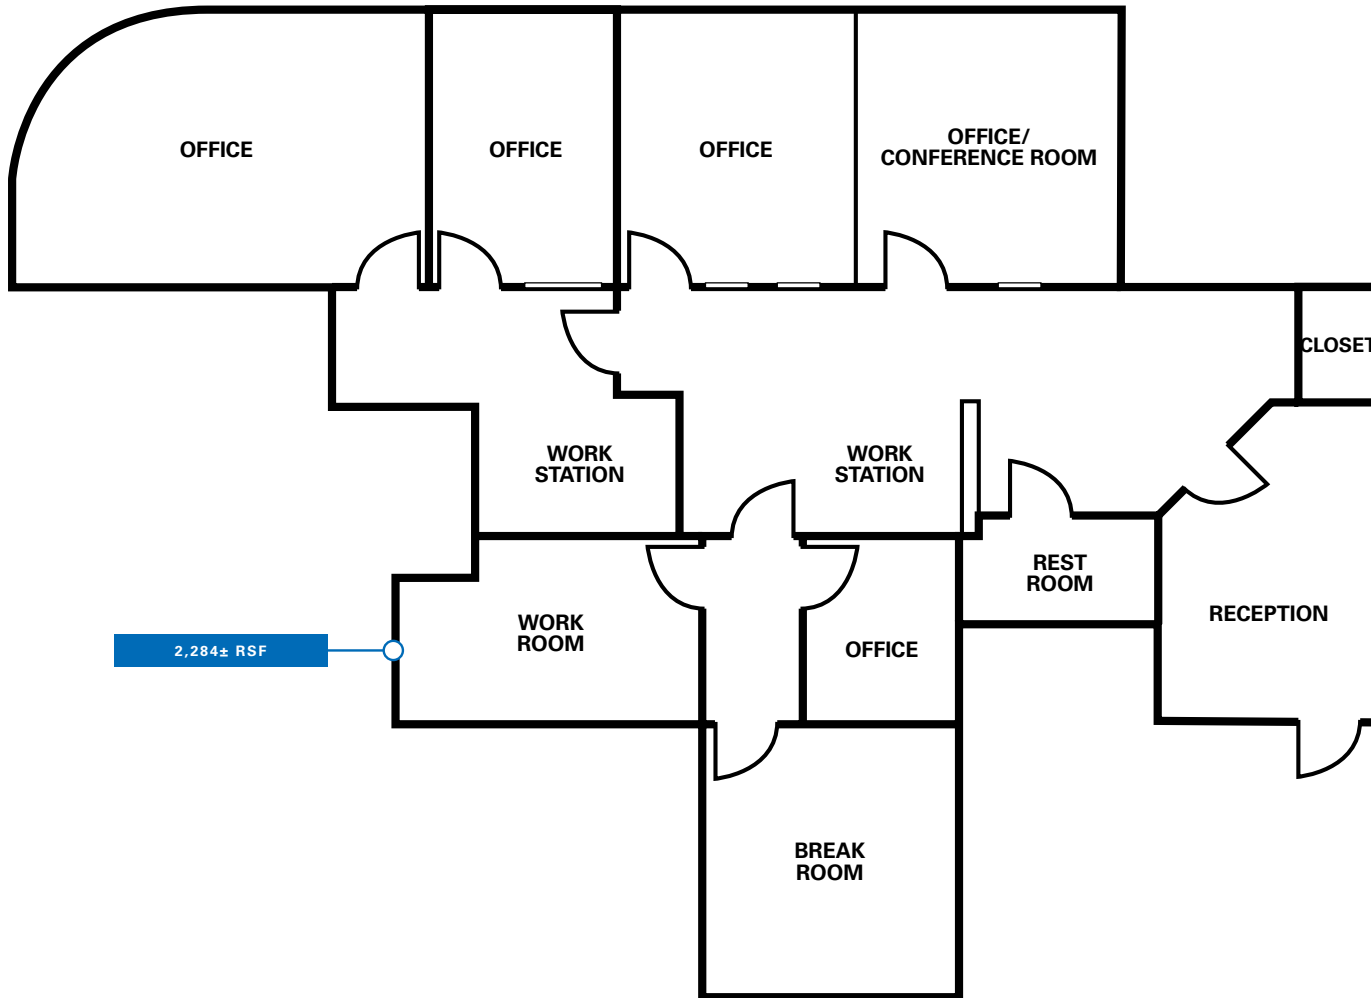 OFFICE
OFFICE
OFFICE
OFFICE/
CONFERENCE ROOM
CLOSET
WORK
STATION
WORK
STATION
REST
ROOM
RECEPTION
WORK
ROOM
OFFICE
2,284± RSF
BREAK
ROOM